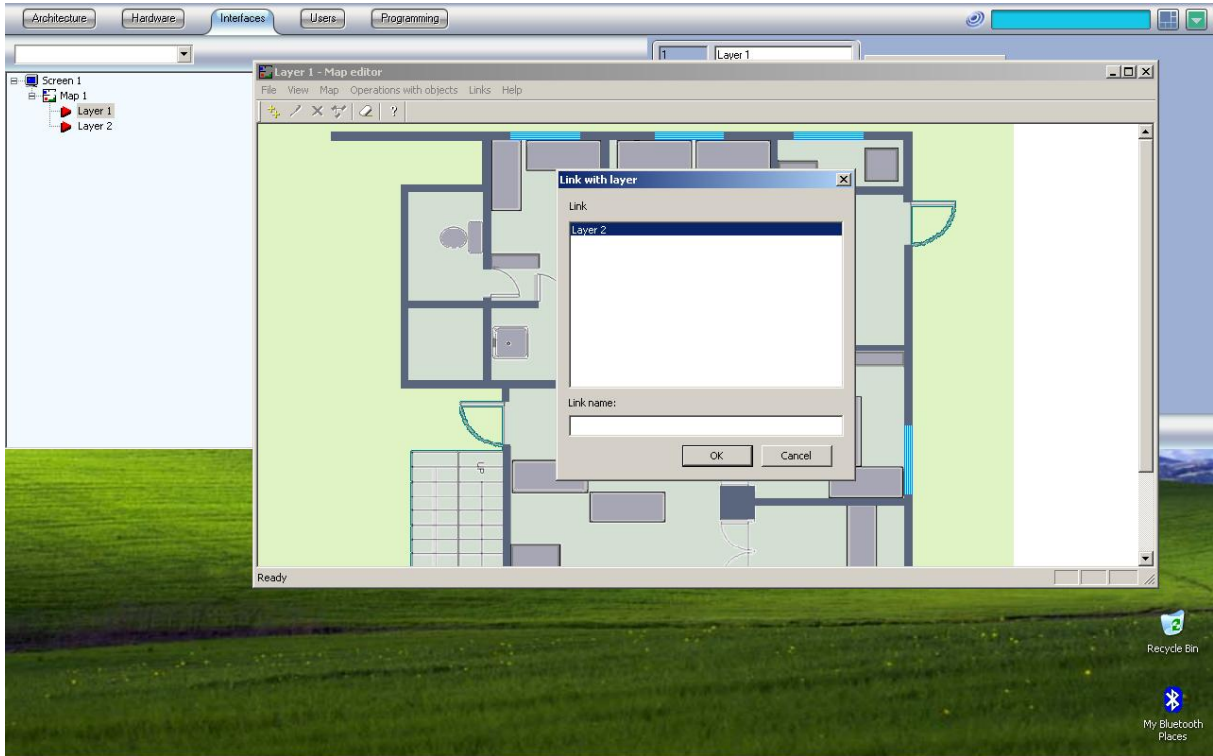 Architecture Hardware Interfaces Users Programming
1 Layer 1
Screen 1
Map 1
Layer 1
Layer 2
Layer 1 - Map editor
File View Map Operations with objects Links Help
?
Link with layer
Link
Layer 2
Link name:
OK Cancel
Ready
Recycle Bin
My Bluetooth
Places